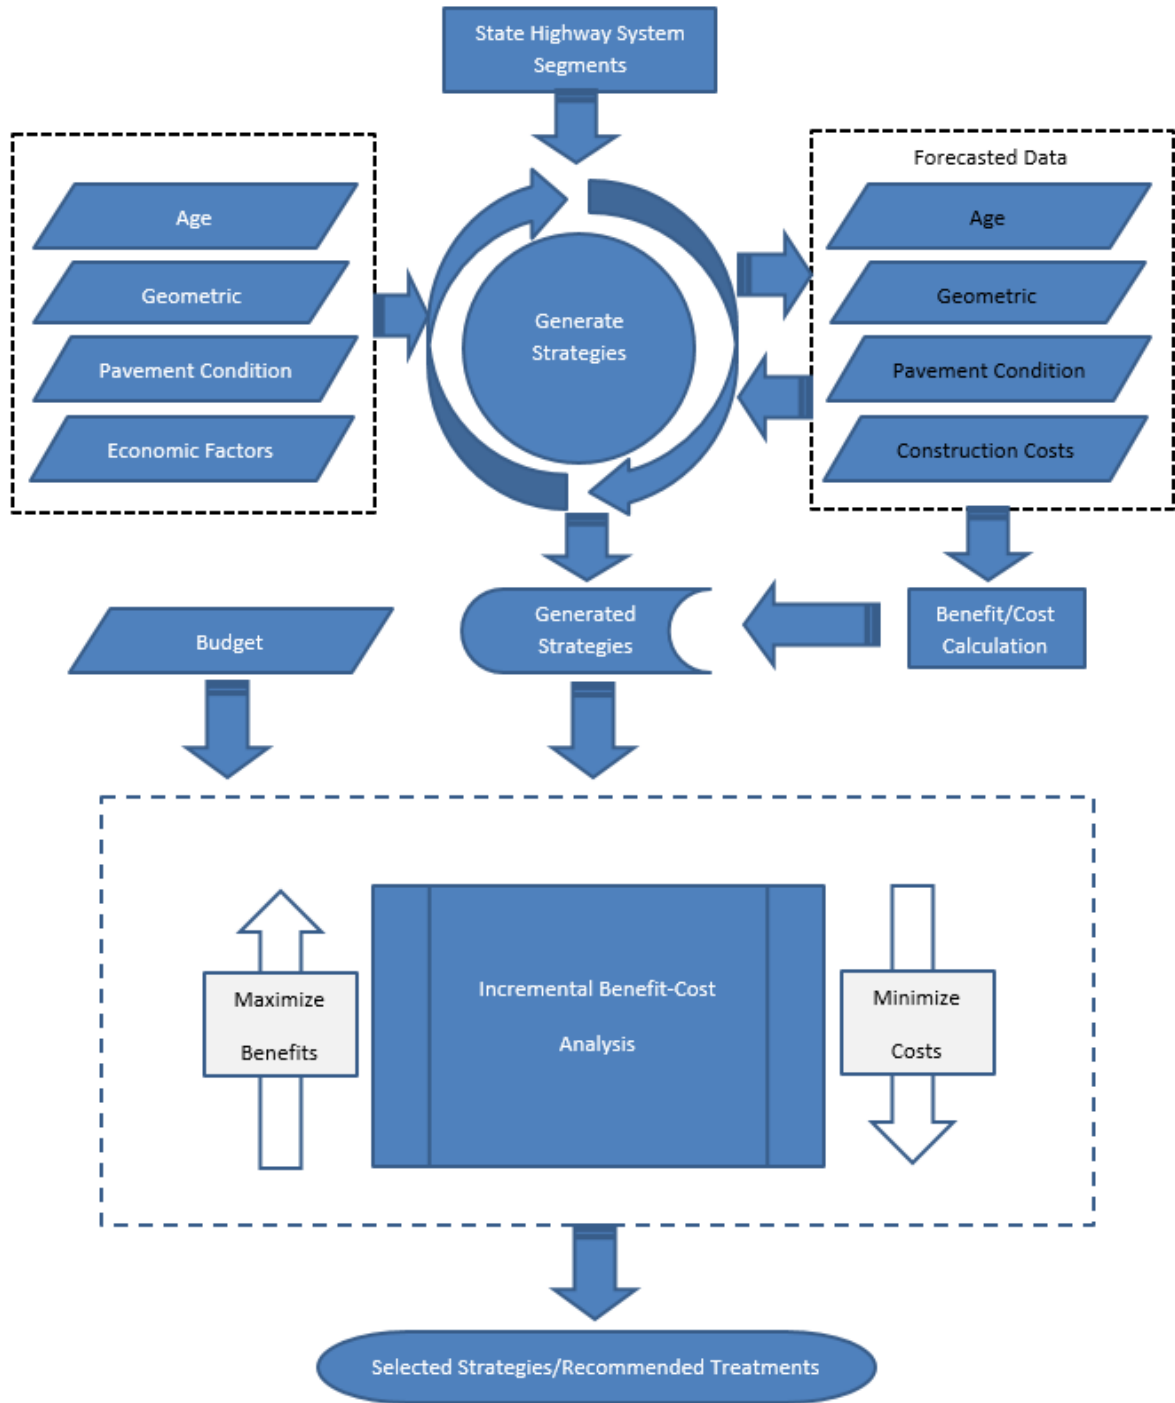 State Highway System
Segments
Age
Geometric
Pavement Condition
Economic Factors
Generate
Strategies
Forecasted Data
Age
Geometric
Pavement Condition
Construction Costs
Budget
Generated
Strategies
Benefit/Cost
Calculation
Maximize
Benefits
Incremental Benefit-Cost
Analysis
Minimize
Costs
Selected Strategies/Recommended Treatments